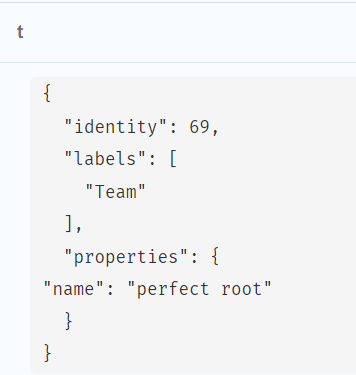 t
{
  "identity": 69,
  "labels": [
    "Team"
  ],
  "properties": {
"name": "perfect root"
  }
}